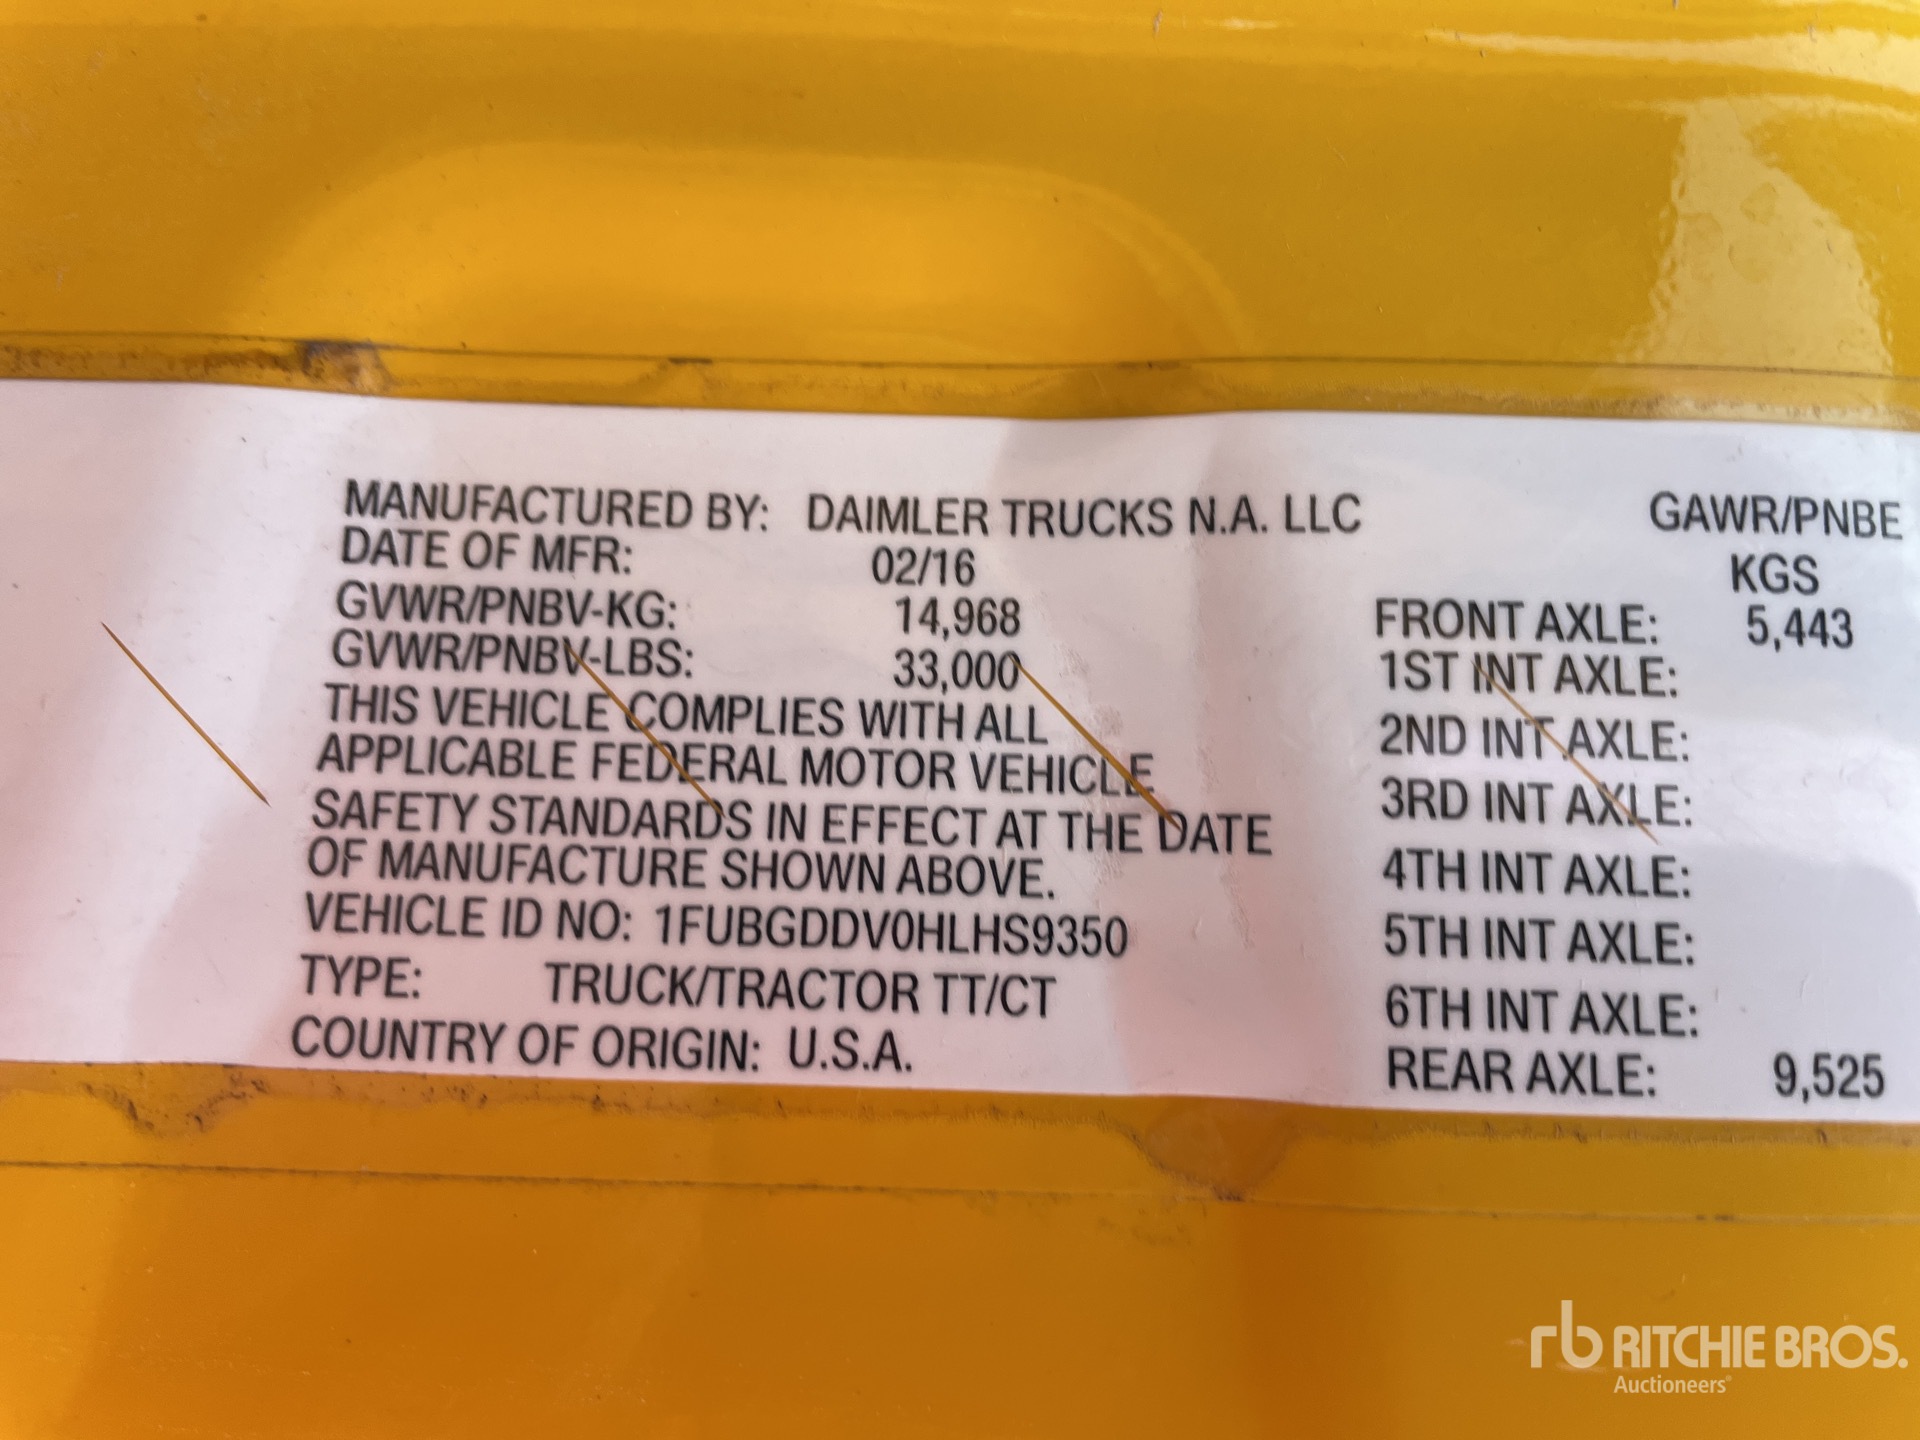 MANUFACTURED BY: DAIMLER TRUCKS N.A. LLC
DATE OF MFR: 02/16
GVWR/PNBV-KG: 14,968
GVWR/PNBV-LBS: 33,000
THIS VEHICLE COMPLIES WITH ALL
APPLICABLE FEDERAL MOTOR VEHICLE
SAFETY STANDARDS IN EFFECT AT THE DATE
OF MANUFACTURE SHOWN ABOVE.
VEHICLE ID NO: 1FUBGDDV0HLHS9350
TYPE: TRUCK/TRACTOR TT/CT
COUNTRY OF ORIGIN: U.S.A.
GAWR/PNBE
KGS
FRONT AXLE: 5,443
1ST INT AXLE:
2ND INT AXLE:
3RD INT AXLE:
4TH INT AXLE:
5TH INT AXLE:
6TH INT AXLE:
REAR AXLE: 9,525
rb RITCHIE BROS.
Auctioneers